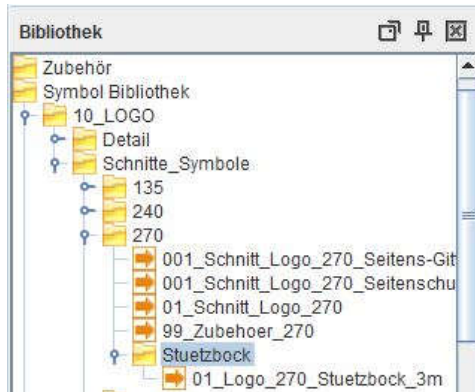 Bibliothek
Zubehör
Symbol Bibliothek
10_LOGO
Detail
Schnitte_Symbole
135
240
270
001_Schnitt_Logo_270_Seitens-Git
001_Schnitt_Logo_270_Seitenschu
01_Schnitt_Logo_270
99_Zubehoer_270
Stuetzbock
01_Logo_270_Stuetzbock_3m